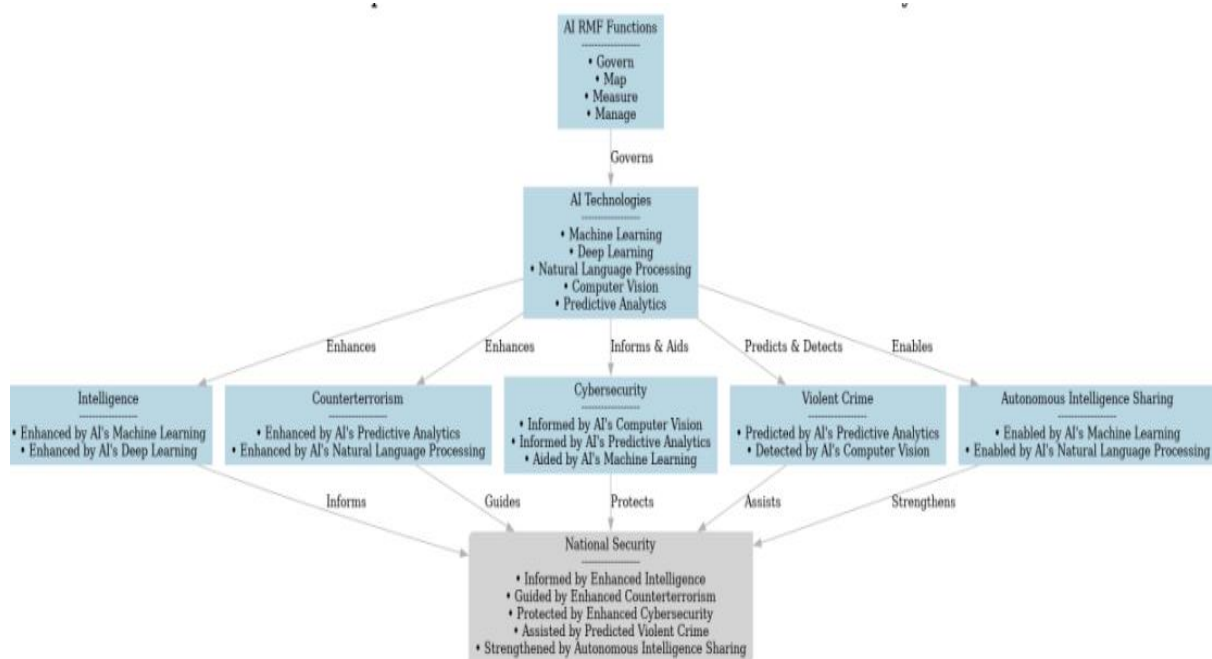 AI RMF Functions
--------------------
• Govern
• Map
• Measure
• Manage
Governs
AI Technologies
--------------------
• Machine Learning
• Deep Learning
• Natural Language Processing
• Computer Vision
• Predictive Analytics
Enhances
Enhances
Informs & Aids
Predicts & Detects
Enables
Intelligence
--------------------
• Enhanced by AI's Machine Learning
• Enhanced by AI's Deep Learning
Counterterrorism
--------------------
• Enhanced by AI's Predictive Analytics
• Enhanced by AI's Natural Language Processing
Cybersecurity
--------------------
• Informed by AI's Computer Vision
• Informed by AI's Predictive Analytics
• Aided by AI's Machine Learning
Violent Crime
--------------------
• Predicted by AI's Predictive Analytics
• Detected by AI's Computer Vision
Autonomous Intelligence Sharing
--------------------
• Enabled by AI's Machine Learning
• Enabled by AI's Natural Language Processing
Informs
Guides
Protects
Assists
Strengthens
National Security
--------------------
• Informed by Enhanced Intelligence
• Guided by Enhanced Counterterrorism
• Protected by Enhanced Cybersecurity
• Assisted by Predicted Violent Crime
• Strengthened by Autonomous Intelligence Sharing